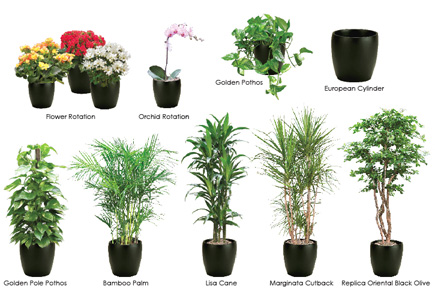 Flower Rotation
Orchid Rotation
Golden Pothos
European Cylinder
Golden Pole Pothos
Bamboo Palm
Lisa Cane
Marginata Cutback
Replica Oriental Black Olive